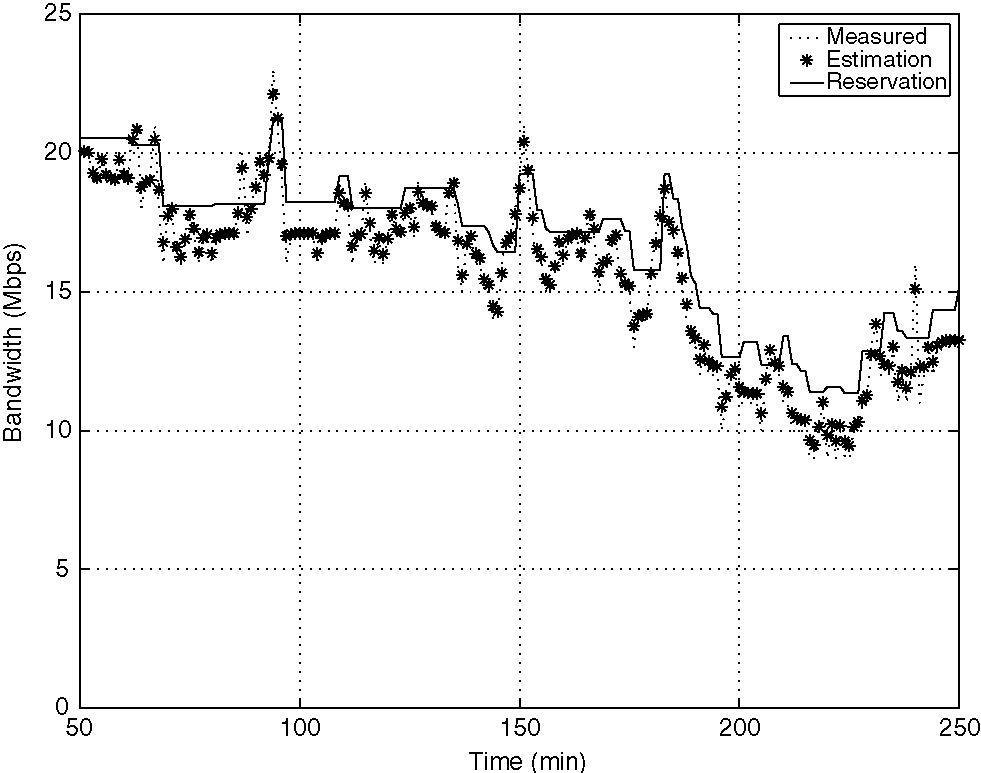 25
20
15
10
5
0
50
100
150
200
250
Bandwidth (Mbps)
Time (min)
Measured
Estimation
Reservation